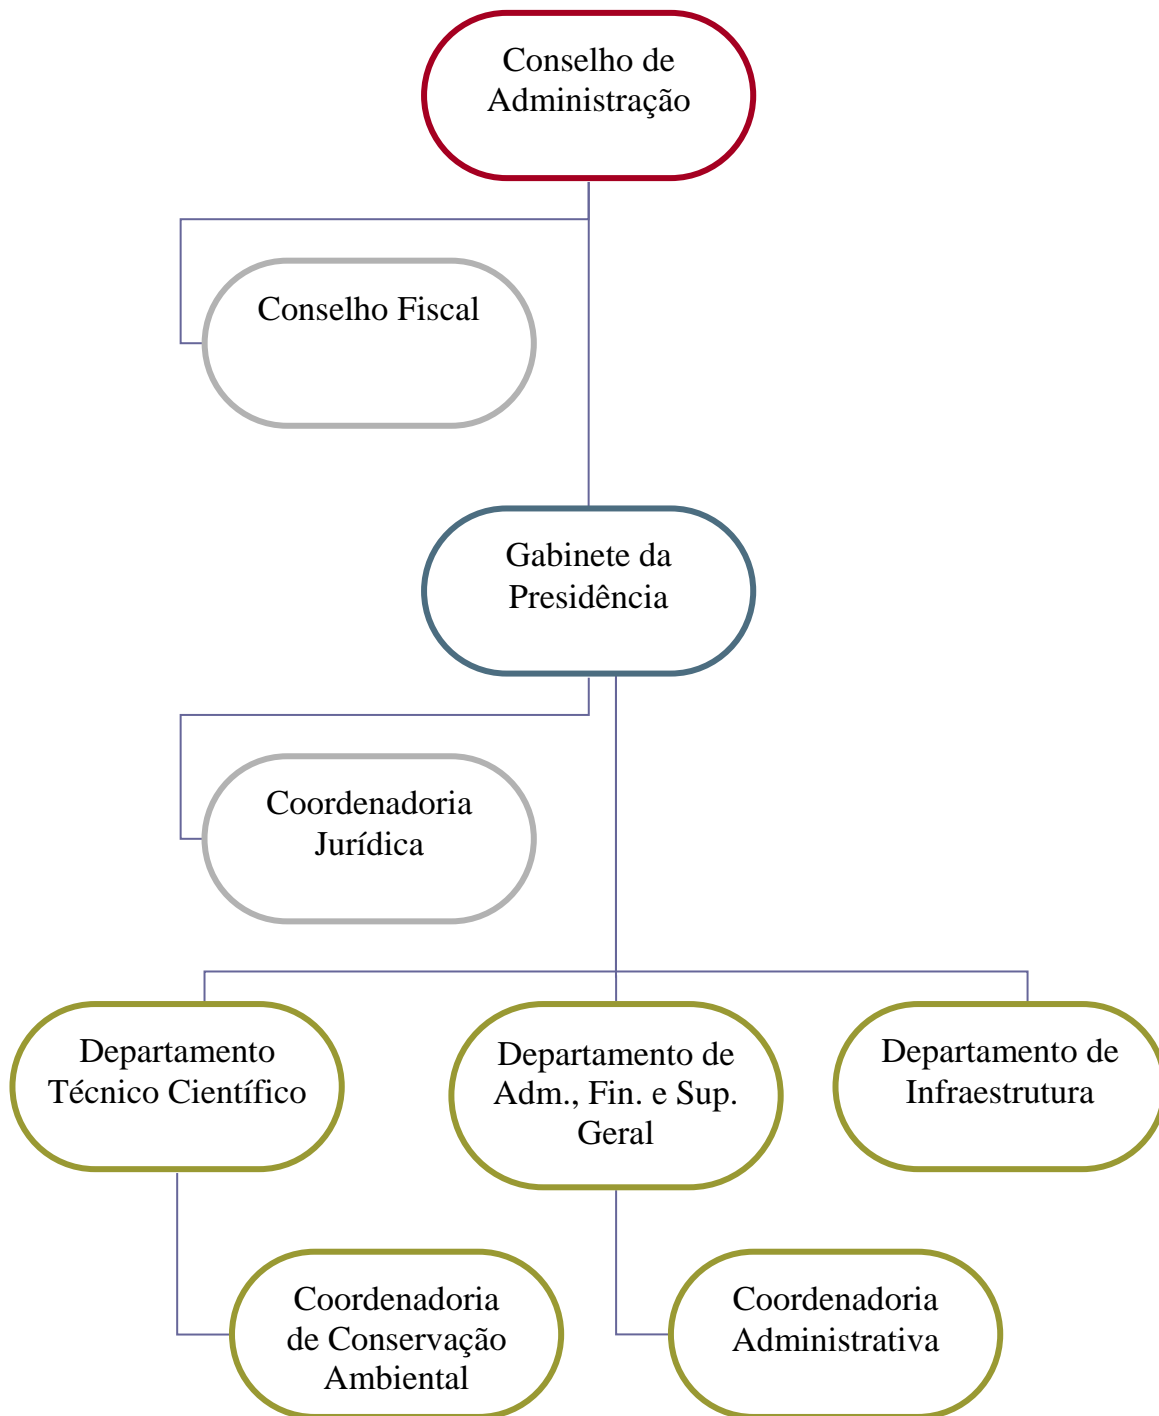 Conselho de
Administração
Conselho Fiscal
Gabinete da
Presidência
Coordenadoria
Jurídica
Departamento
Técnico Científico
Departamento de
Adm., Fin. e Sup.
Geral
Departamento de
Infraestrutura
Coordenadoria
de Conservação
Ambiental
Coordenadoria
Administrativa